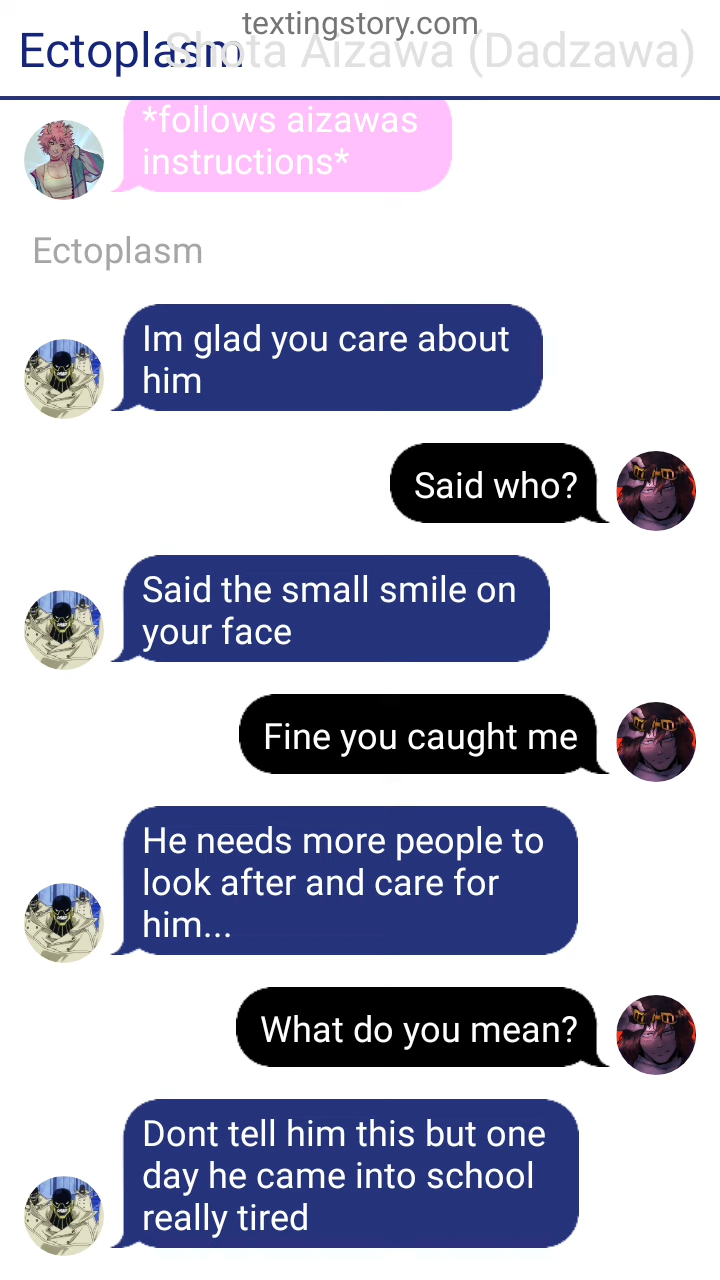 textingstory.com
Ectoplasm
Shota Aizawa (Dadzawa)
*follows aizawas
instructions*
Ectoplasm
Im glad you care about
him
Said who?
Said the small smile on
your face
Fine you caught me
He needs more people to
look after and care for
him...
What do you mean?
Dont tell him this but one
day he came into school
really tired